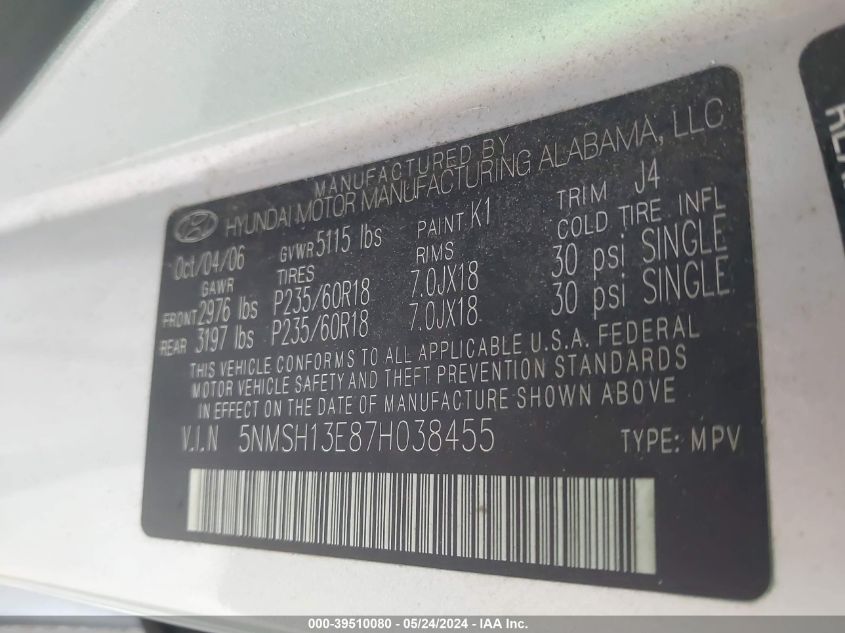 MANUFACTURED BY
HYUNDAI MOTOR MANUFACTURING ALABAMA, LLC
Oct/04/06 GVWR 5115 lbs PAINT K1 TRIM J4
GAWR TIRES RIMS COLD TIRE INFL
FRONT 2976 lbs P235/60R18 7.0JX18 30 psi SINGLE
REAR 3197 lbs P235/60R18 7.0JX18 30 psi SINGLE
THIS VEHICLE CONFORMS TO ALL APPLICABLE U.S.A. FEDERAL
MOTOR VEHICLE SAFETY AND THEFT PREVENTION STANDARDS
IN EFFECT ON THE DATE OF MANUFACTURE SHOWN ABOVE
V.I.N 5NMSH13E87H038455 TYPE: MPV
000-39510080 - 05/24/2024 - IAA Inc.